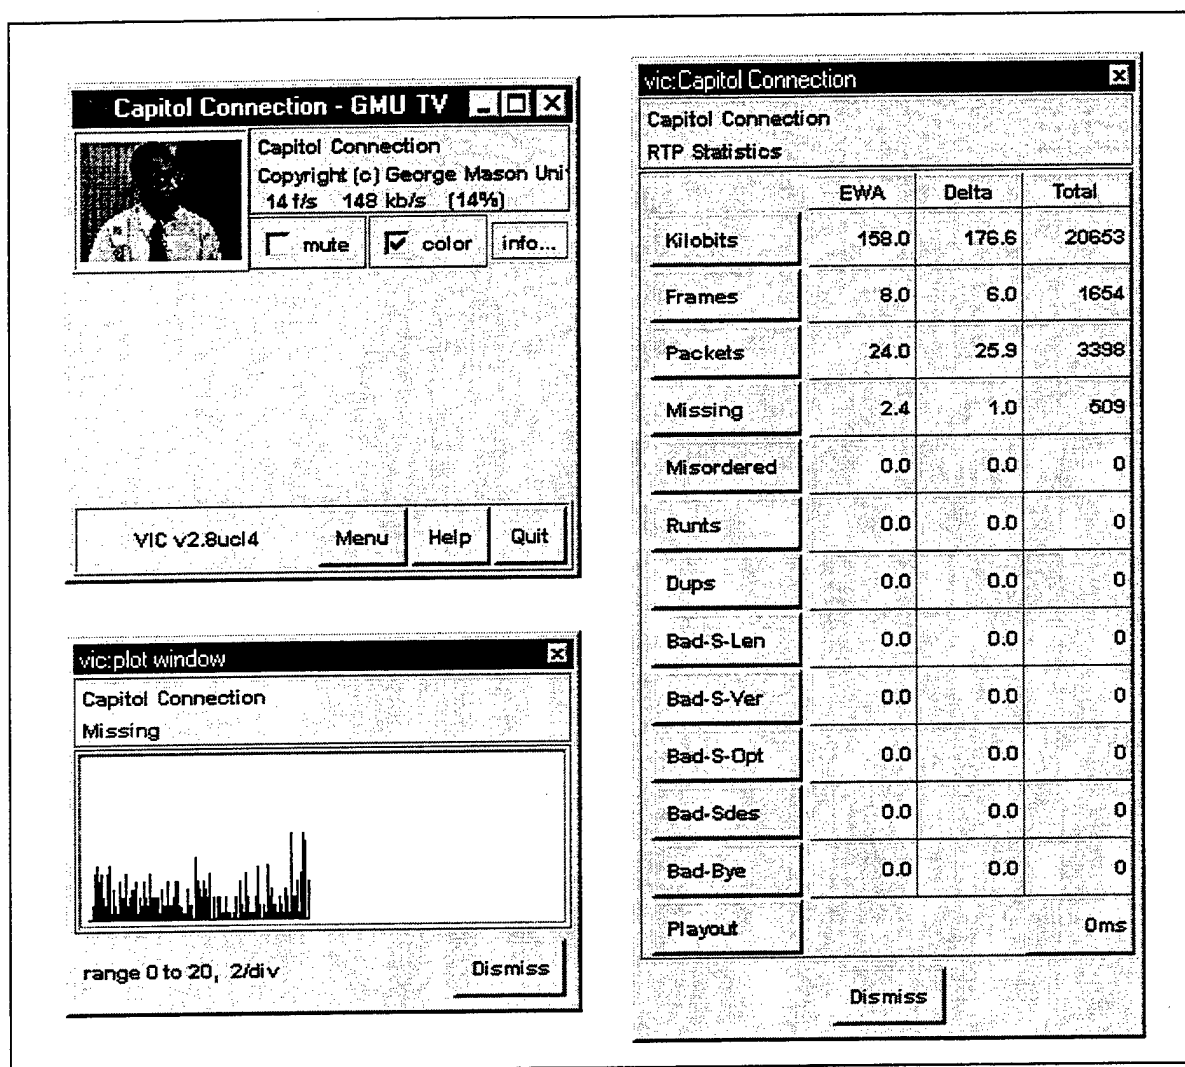 Capitol Connection - GMU TV
Capitol Connection
Copyright (c) George Mason Uni
14 f/s 148 kb/s (14%)
mute color info...
VIC v2.8ucl4 Menu Help Quit
vic:plot window
Capitol Connection
Missing
range 0 to 20, 2/div Dismiss
vic:Capitol Connection
Capitol Connection
RTP Statistics
EWA Delta Total
Kilobits 158.0 176.6 20653
Frames 8.0 6.0 1654
Packets 24.0 25.9 3398
Missing 2.4 1.0 509
Misordered 0.0 0.0 0
Runts 0.0 0.0 0
Dups 0.0 0.0 0
Bad-S-Len 0.0 0.0 0
Bad-S-Ver 0.0 0.0 0
Bad-S-Opt 0.0 0.0 0
Bad-Sdes 0.0 0.0 0
Bad-Bye 0.0 0.0 0
Playout 0ms
Dismiss